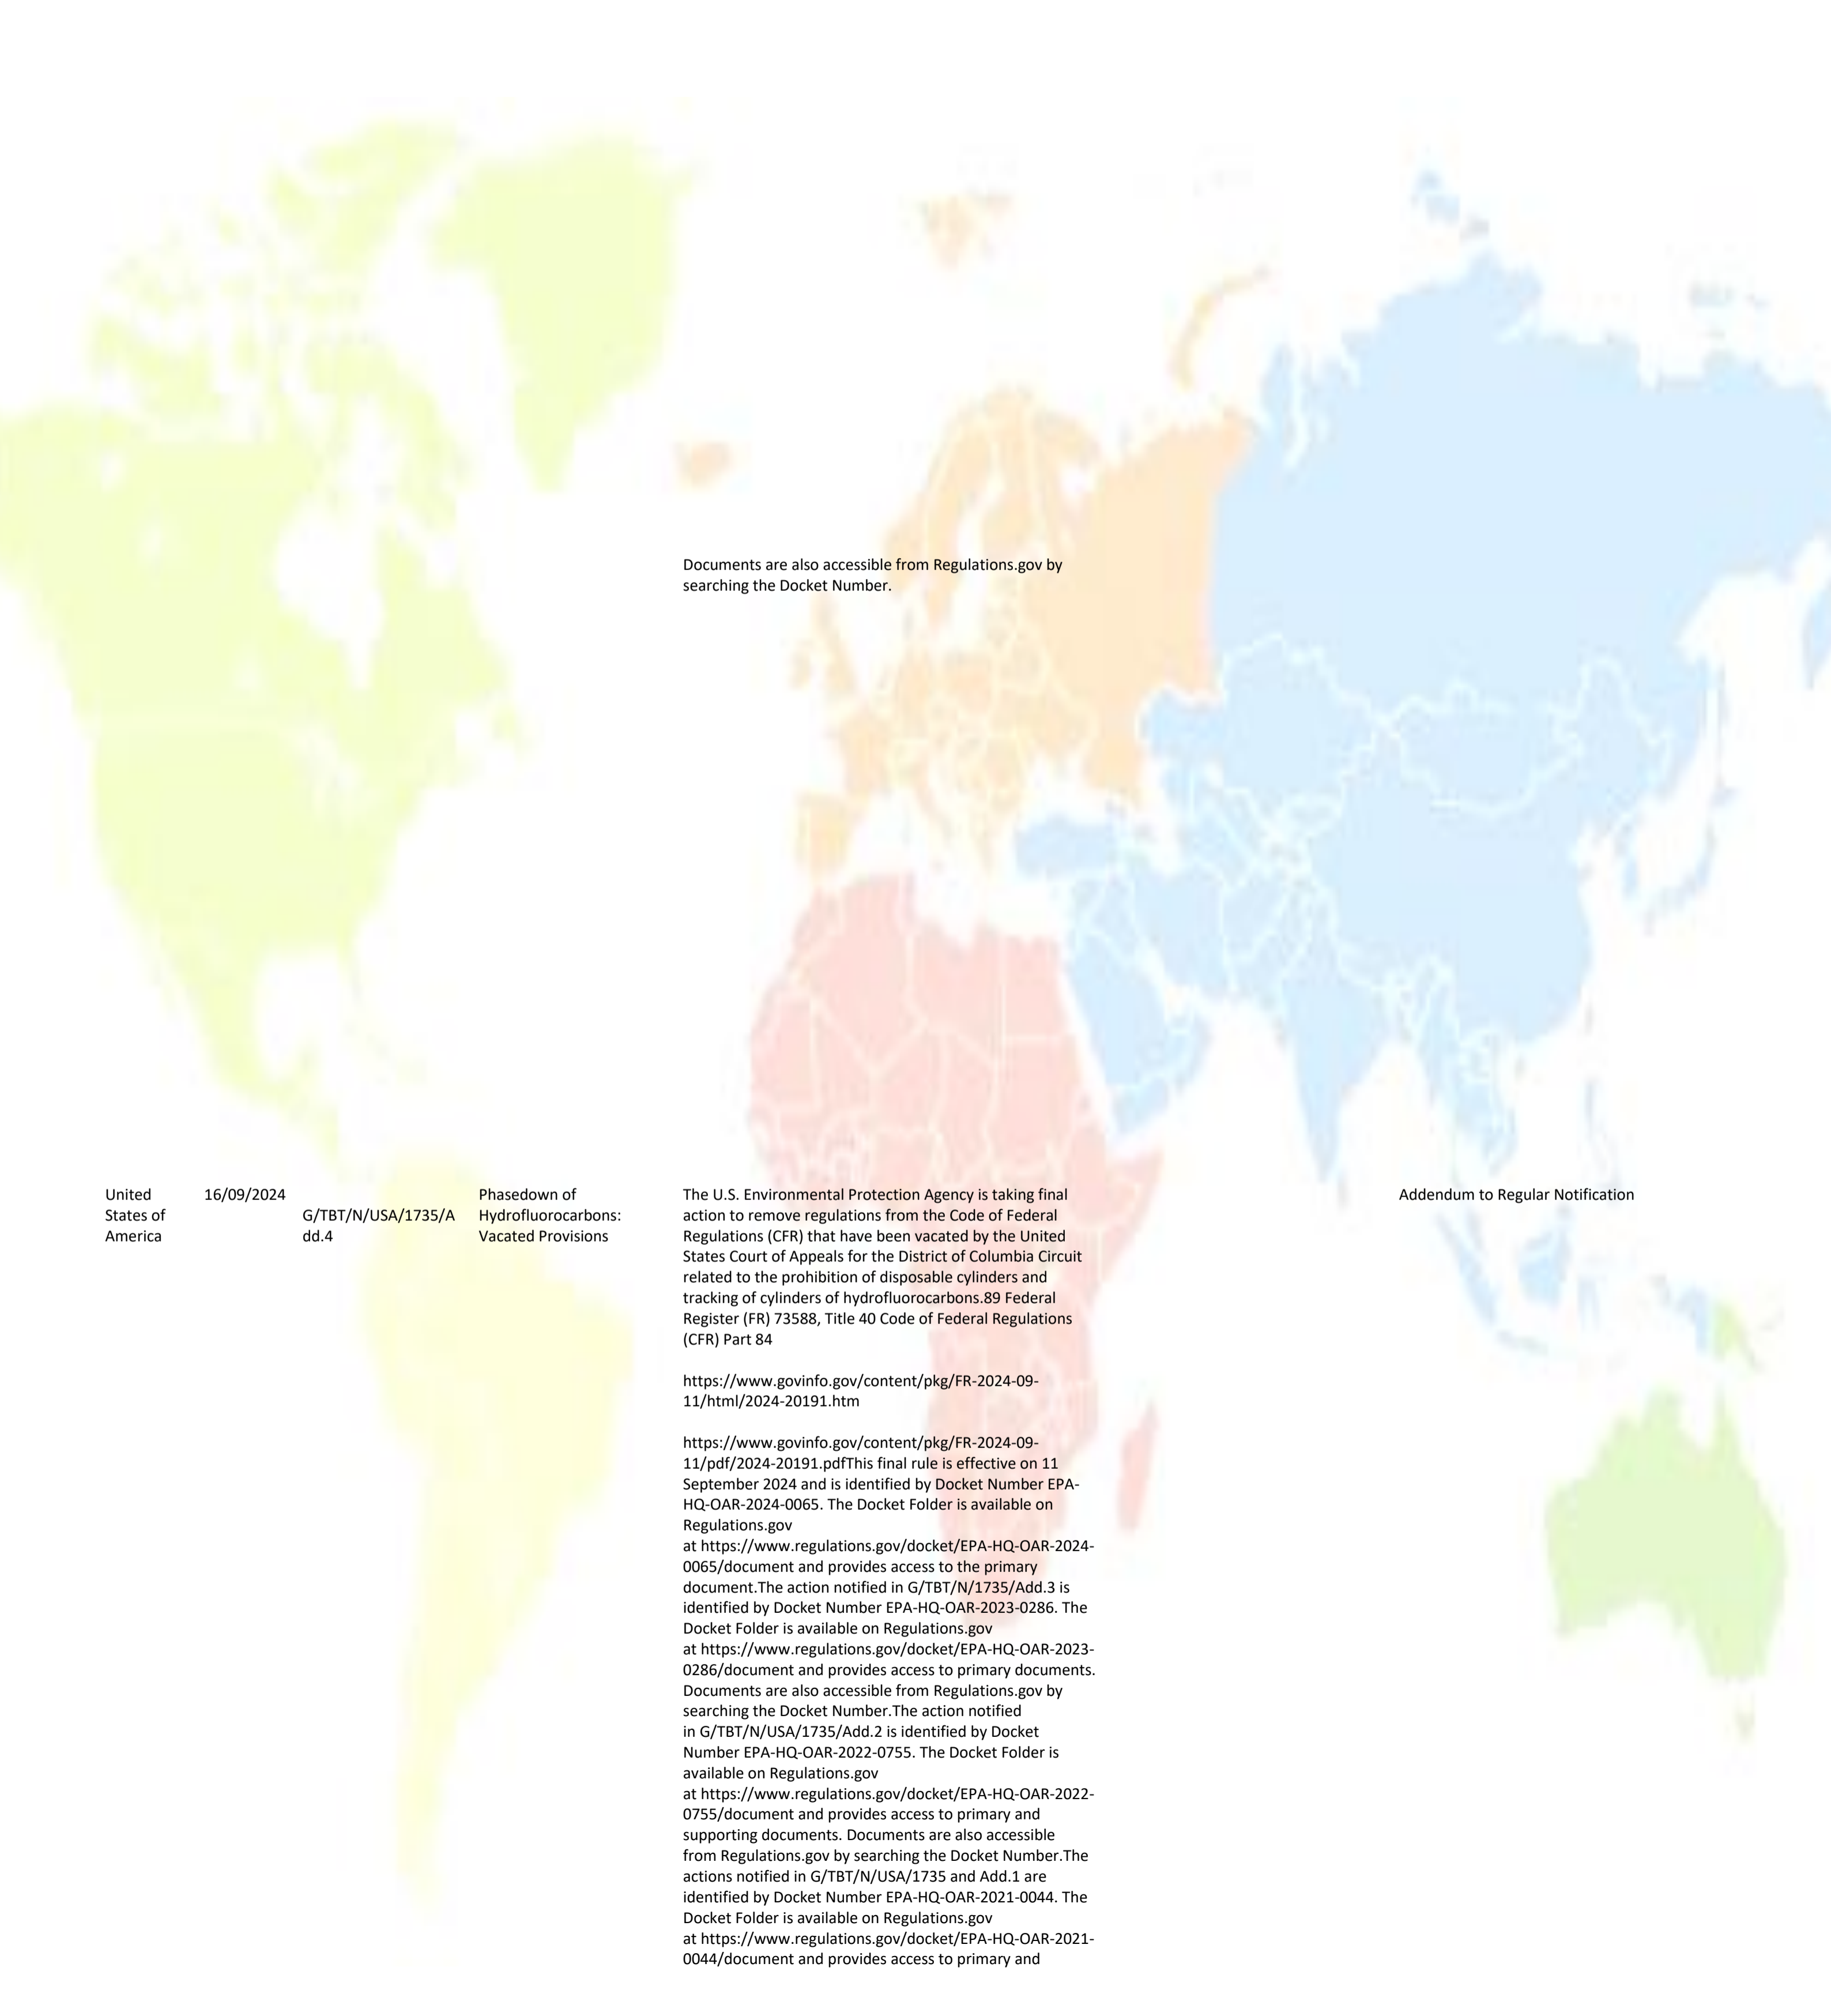 Documents are also accessible from Regulations.gov by
searching the Docket Number.
United
States of
America
16/09/2024
G/TBT/N/USA/1735/A
dd.4
Phasedown of
Hydrofluorocarbons:
Vacated Provisions
The U.S. Environmental Protection Agency is taking final
action to remove regulations from the Code of Federal
Regulations (CFR) that have been vacated by the United
States Court of Appeals for the District of Columbia Circuit
related to the prohibition of disposable cylinders and
tracking of cylinders of hydrofluorocarbons.89 Federal
Register (FR) 73588, Title 40 Code of Federal Regulations
(CFR) Part 84
https://www.govinfo.gov/content/pkg/FR-2024-09-
11/html/2024-20191.htm
https://www.govinfo.gov/content/pkg/FR-2024-09-
11/pdf/2024-20191.pdfThis final rule is effective on 11
September 2024 and is identified by Docket Number EPA-
HQ-OAR-2024-0065. The Docket Folder is available on
Regulations.gov
at https://www.regulations.gov/docket/EPA-HQ-OAR-2024-
0065/document and provides access to the primary
document.The action notified in G/TBT/N/1735/Add.3 is
identified by Docket Number EPA-HQ-OAR-2023-0286. The
Docket Folder is available on Regulations.gov
at https://www.regulations.gov/docket/EPA-HQ-OAR-2023-
0286/document and provides access to primary documents.
Documents are also accessible from Regulations.gov by
searching the Docket Number.The action notified
in G/TBT/N/USA/1735/Add.2 is identified by Docket
Number EPA-HQ-OAR-2022-0755. The Docket Folder is
available on Regulations.gov
at https://www.regulations.gov/docket/EPA-HQ-OAR-2022-
0755/document and provides access to primary and
supporting documents. Documents are also accessible
from Regulations.gov by searching the Docket Number.The
actions notified in G/TBT/N/USA/1735 and Add.1 are
identified by Docket Number EPA-HQ-OAR-2021-0044. The
Docket Folder is available on Regulations.gov
at https://www.regulations.gov/docket/EPA-HQ-OAR-2021-
0044/document and provides access to primary and
Addendum to Regular Notification